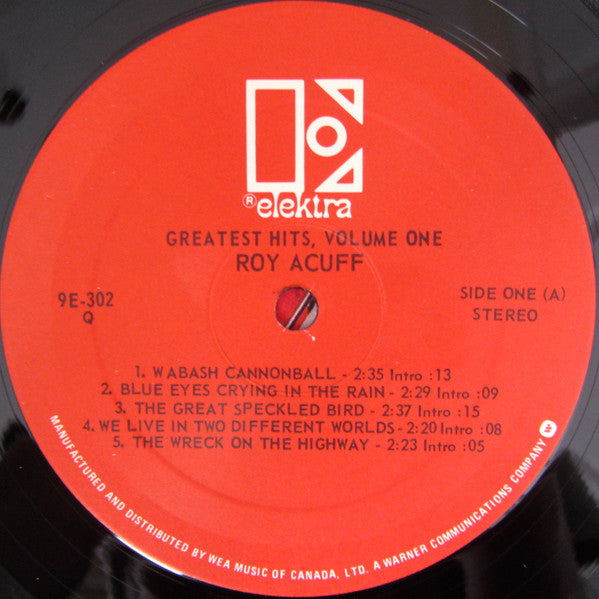 ® elektra
GREATEST HITS, VOLUME ONE
ROY ACUFF
9E-302
Q
SIDE ONE (A)
STEREO
1. WABASH CANNONBALL - 2:35 Intro :13
2. BLUE EYES CRYING IN THE RAIN - 2:29 Intro :09
3. THE GREAT SPECKLED BIRD - 2:37 Intro :15
4. WE LIVE IN TWO DIFFERENT WORLDS - 2:20 Intro :08
5. THE WRECK ON THE HIGHWAY - 2:23 Intro :05
MANUFACTURED AND DISTRIBUTED BY WEA MUSIC OF CANADA, LTD. A WARNER COMMUNICATIONS COMPANY